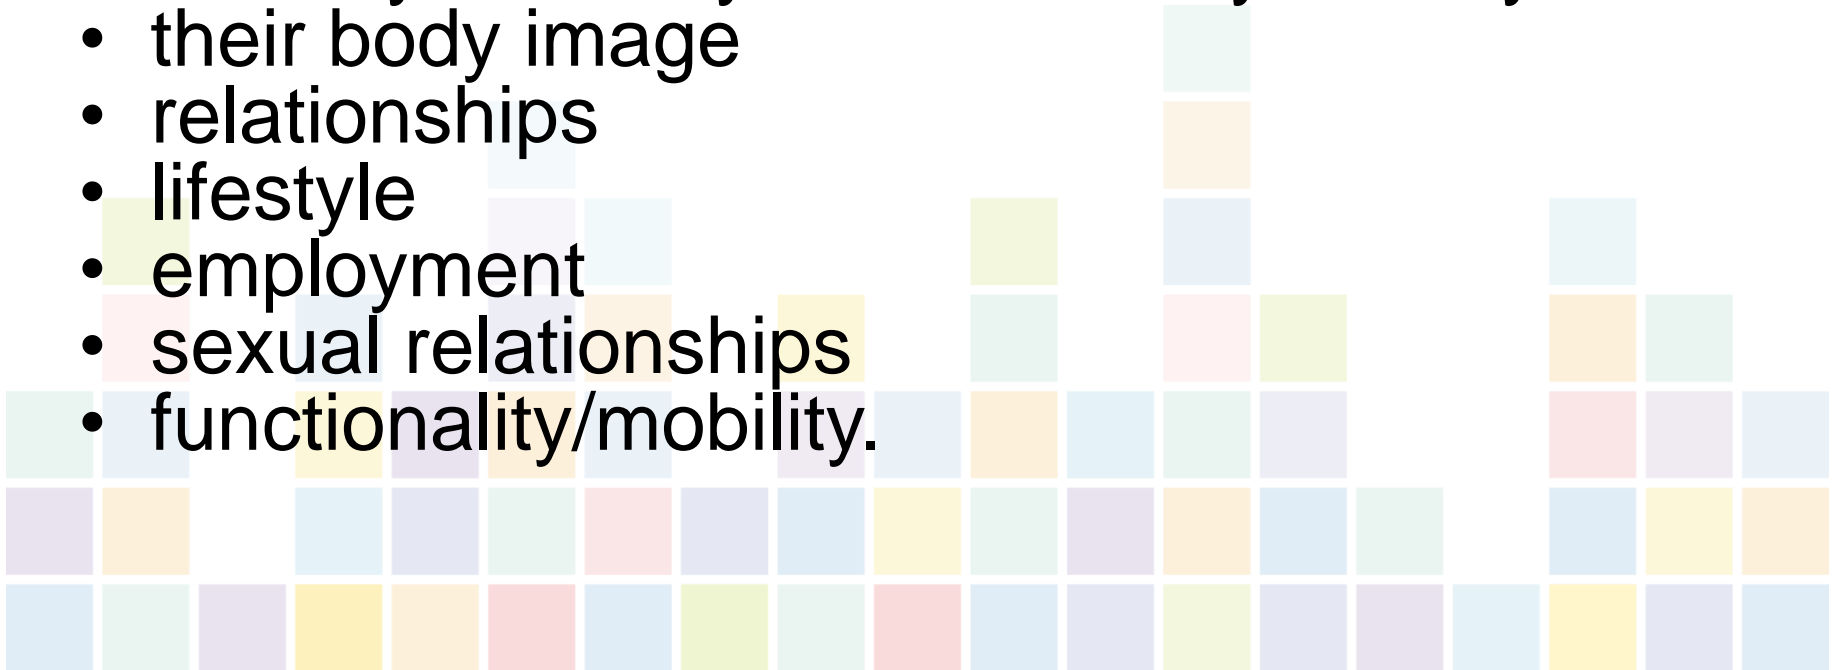 • their body image
• relationships
• lifestyle
• employment
• sexual relationships
• functionality/mobility.